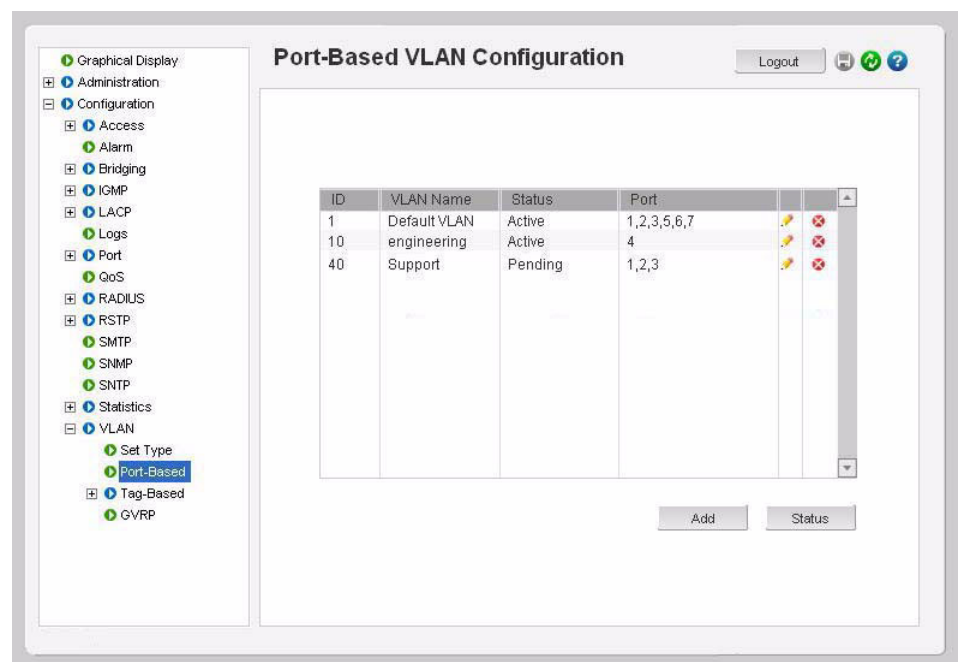 Port-Based VLAN Configuration
Logout
Graphical Display
Administration
Configuration
Access
Alarm
Bridging
IGMP
LACP
Logs
Port
QoS
RADIUS
RSTP
SMTP
SNMP
SNTP
Statistics
VLAN
Set Type
Port-Based
Tag-Based
GVRP
ID VLAN Name Status Port
1 Default VLAN Active 1,2,3,5,6,7
10 engineering Active 4
40 Support Pending 1,2,3
Add Status